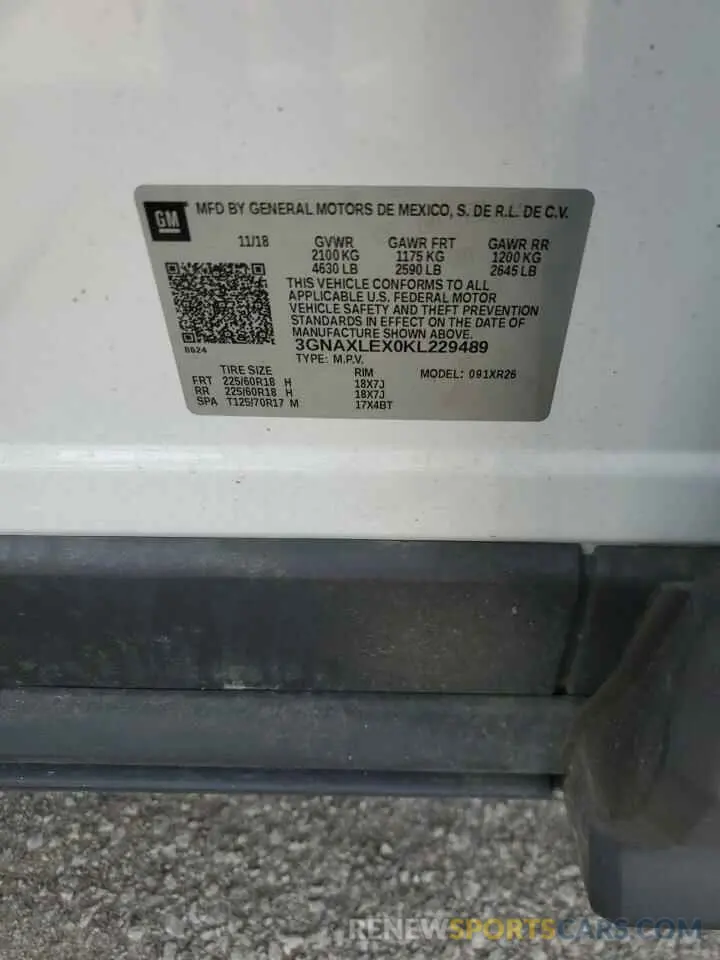 GM MFD BY GENERAL MOTORS DE MEXICO, S. DE R.L. DE C.V.
11/18 GVWR GAWR FRT GAWR RR
2100 KG 1175 KG 1200 KG
4630 LB 2590 LB 2645 LB
THIS VEHICLE CONFORMS TO ALL
APPLICABLE U.S. FEDERAL MOTOR
VEHICLE SAFETY AND THEFT PREVENTION
STANDARDS IN EFFECT ON THE DATE OF
MANUFACTURE SHOWN ABOVE.
8624 3GNAXLEX0KL229489
TYPE: M.P.V.
TIRE SIZE RIM MODEL: 091XR26
FRT 225/60R18 H 18X7J
RR 225/60R18 H 18X7J
SPA T125/70R17 M 17X4BT
RENEWSPORTSCARS.COM